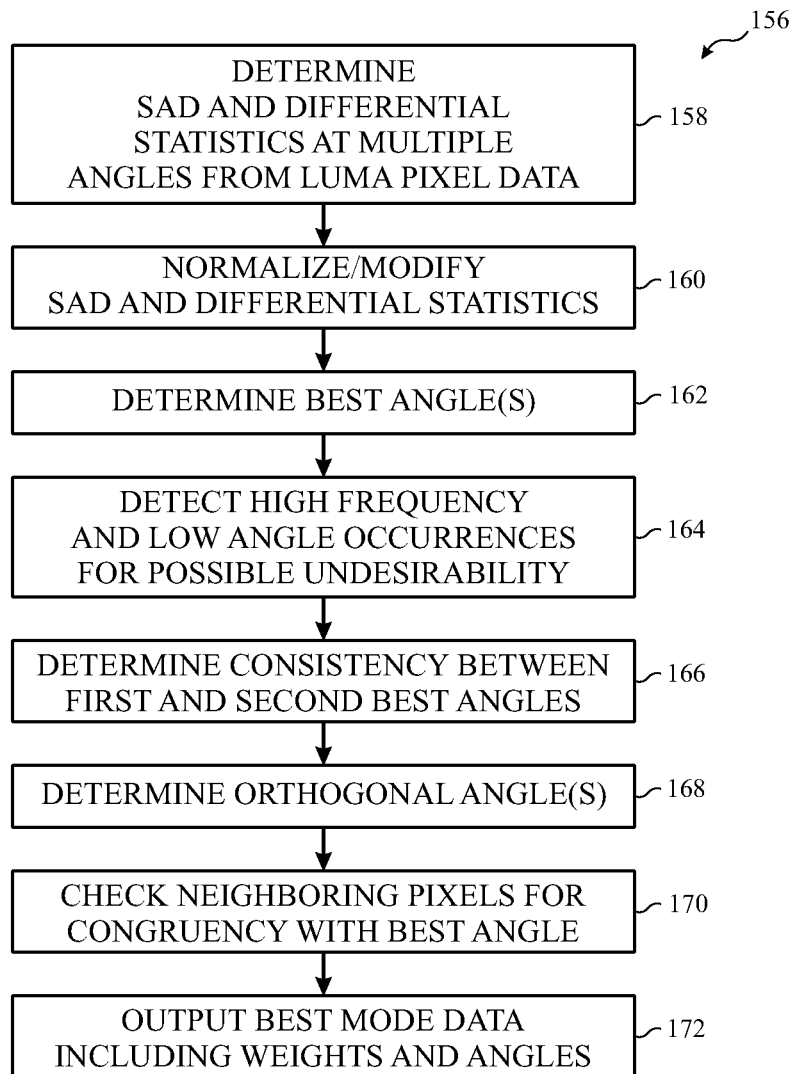 156
DETERMINE
SAD AND DIFFERENTIAL
STATISTICS AT MULTIPLE
ANGLES FROM LUMA PIXEL DATA
158
NORMALIZE/MODIFY
SAD AND DIFFERENTIAL STATISTICS
160
DETERMINE BEST ANGLE(S)
162
DETECT HIGH FREQUENCY
AND LOW ANGLE OCCURRENCES
FOR POSSIBLE UNDESIRABILITY
164
DETERMINE CONSISTENCY BETWEEN
FIRST AND SECOND BEST ANGLES
166
DETERMINE ORTHOGONAL ANGLE(S)
168
CHECK NEIGHBORING PIXELS FOR
CONGRUENCY WITH BEST ANGLE
170
OUTPUT BEST MODE DATA
INCLUDING WEIGHTS AND ANGLES
172